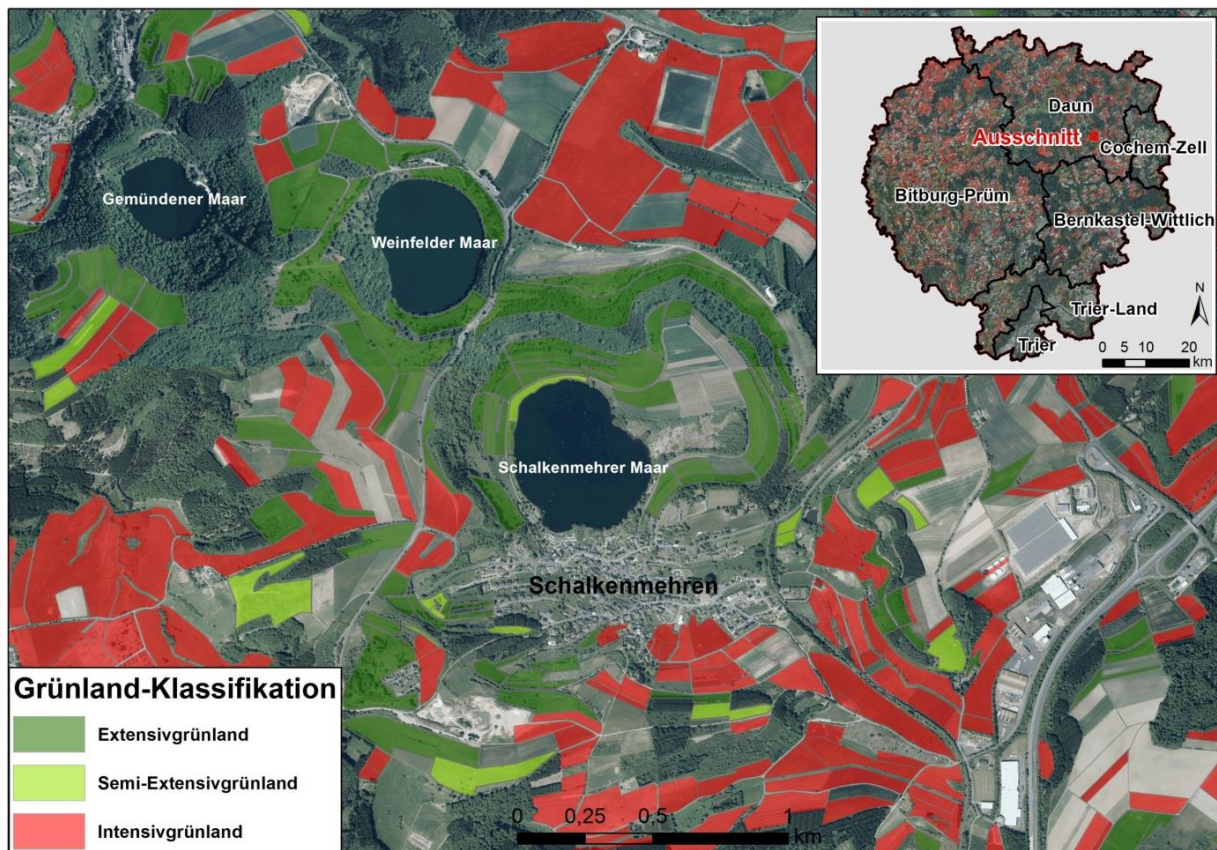 Gemündener Maar
Weinfelder Maar
Schalkenmehrer Maar
Schalkenmehren
Daun
Ausschnitt
Cochem-Zell
Bitburg-Prüm
Bernkastel-Wittlich
Trier-Land
Trier
N
0 5 10 20
km
Grünland-Klassifikation
Extensivgrünland
Semi-Extensivgrünland
Intensivgrünland
0 0,25 0,5 1
km